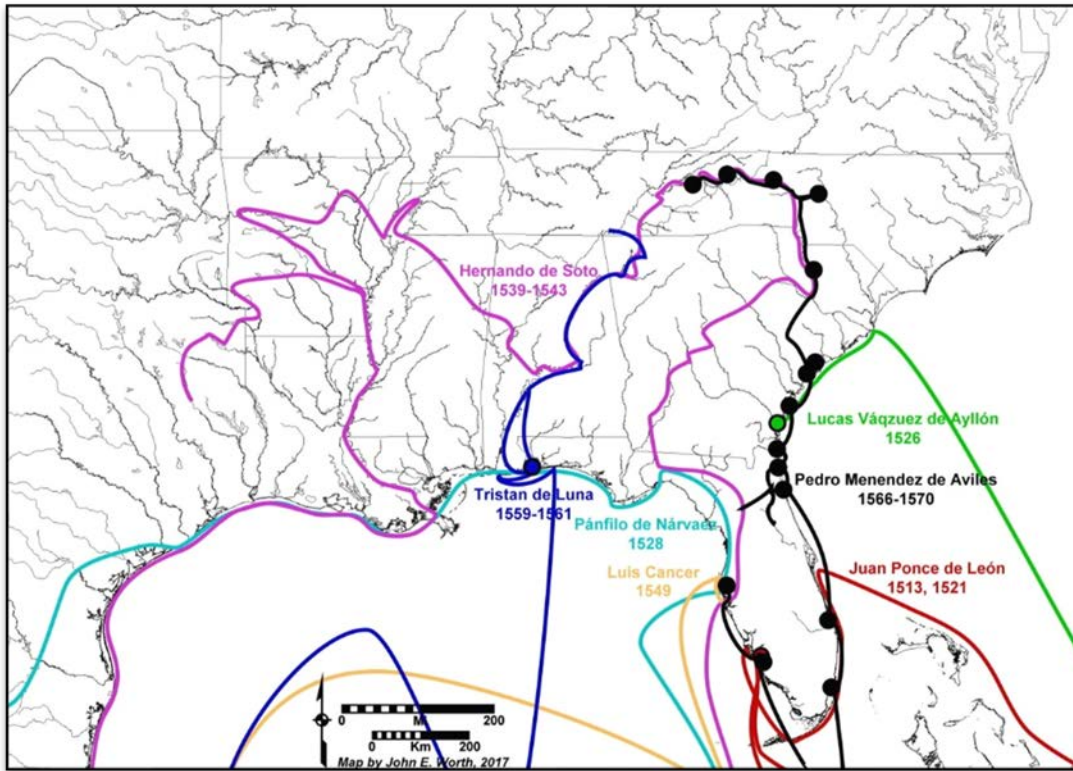 Hernando de Soto
1539-1543
Lucas Váqzuez de Ayllón
1526
Pedro Menendez de Aviles
1566-1570
Tristan de Luna
1559-1561
Pánfilo de Nárvaez
1528
Luis Cancer
1549
Juan Ponce de León
1513, 1521
0 Mi 200
0 Km 200
Map by John E. Worth, 2017